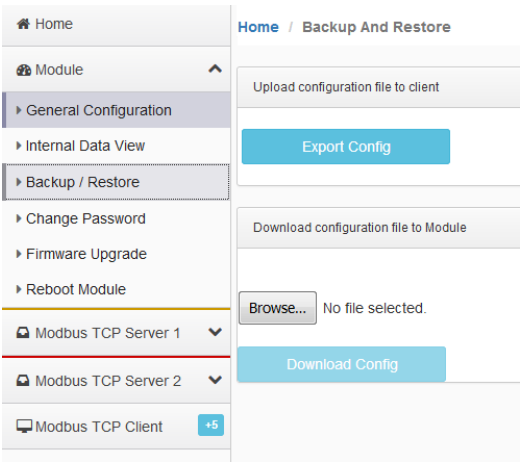 Home
Module
General Configuration
Internal Data View
Backup / Restore
Change Password
Firmware Upgrade
Reboot Module
Modbus TCP Server 1
Modbus TCP Server 2
Modbus TCP Client +5
Home / Backup And Restore
Upload configuration file to client
Export Config
Download configuration file to Module
Browse... No file selected.
Download Config